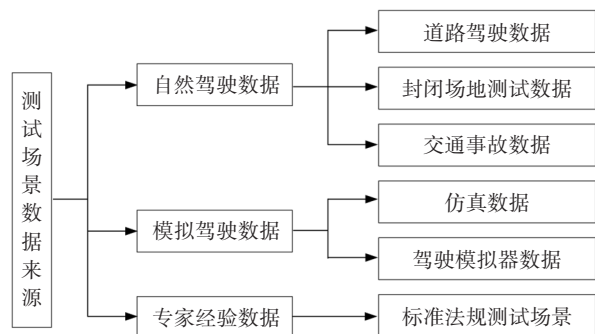 测试场景数据来源
自然驾驶数据
道路驾驶数据
封闭场地测试数据
交通事故数据
模拟驾驶数据
仿真数据
驾驶模拟器数据
专家经验数据
标准法规测试场景